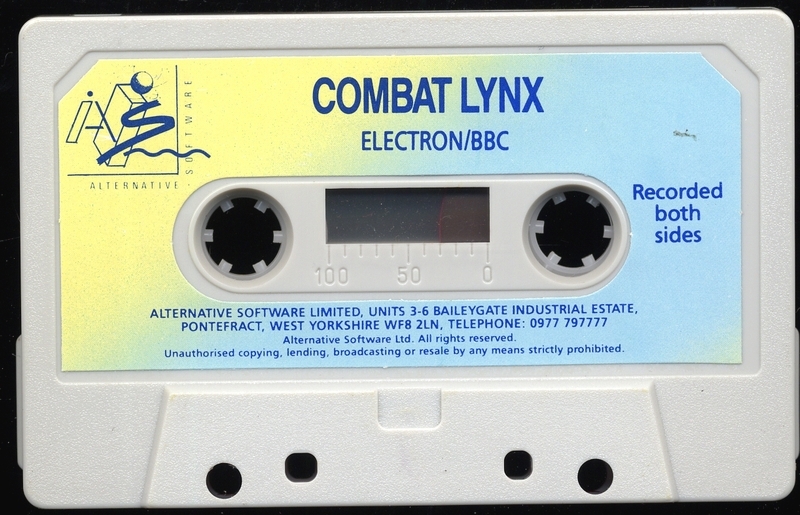 COMBAT LYNX
ELECTRON/BBC
AS
ALTERNATIVE · SOFTWARE
Recorded
both
sides
100 50 0
ALTERNATIVE SOFTWARE LIMITED, UNITS 3-6 BAILEYGATE INDUSTRIAL ESTATE,
PONTEFRACT, WEST YORKSHIRE WF8 2LN, TELEPHONE: 0977 797777
Alternative Software Ltd. All rights reserved.
Unauthorised copying, lending, broadcasting or resale by any means strictly prohibited.